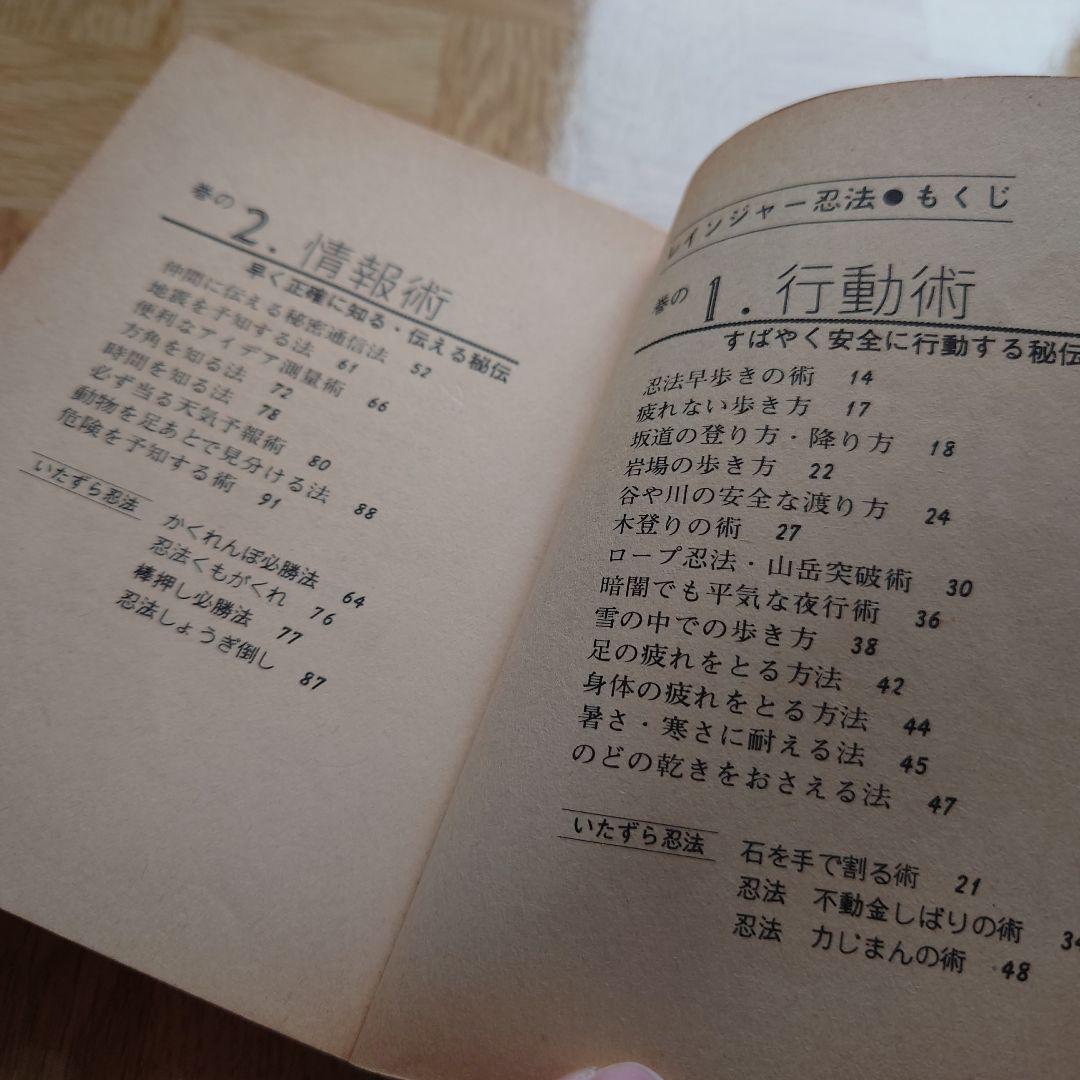 レインジャー忍法●もくじ
巻の1.行動術
すばやく安全に行動する秘伝
忍法早歩きの術 14
疲れない歩き方 17
坂道の登り方・降り方 18
岩場の歩き方 22
谷や川の安全な渡り方 24
木登りの術 27
ロープ忍法・山岳突破術 30
暗闇でも平気な夜行術 36
雪の中での歩き方 38
足の疲れをとる方法 42
身体の疲れをとる方法 44
暑さ・寒さに耐える法 45
のどの乾きをおさえる法 47
いたずら忍法
石を手で割る術 21
忍法 不動金しばりの術 34
忍法 力じまんの術 48
巻の2.情報術
早く正確に知る・伝える秘伝
仲間に伝える秘密通信法 52
地震を予知する法 61
便利なアイデア測量術 66
方角を知る法 72
時間を知る法 78
必ず当る天気予報術 80
動物を足あとで見分ける法 88
危険を予知する術 91
いたずら忍法
かくれんぼ必勝法 64
忍法くもがくれ 76
棒押し必勝法 77
忍法しょうぎ倒し 87